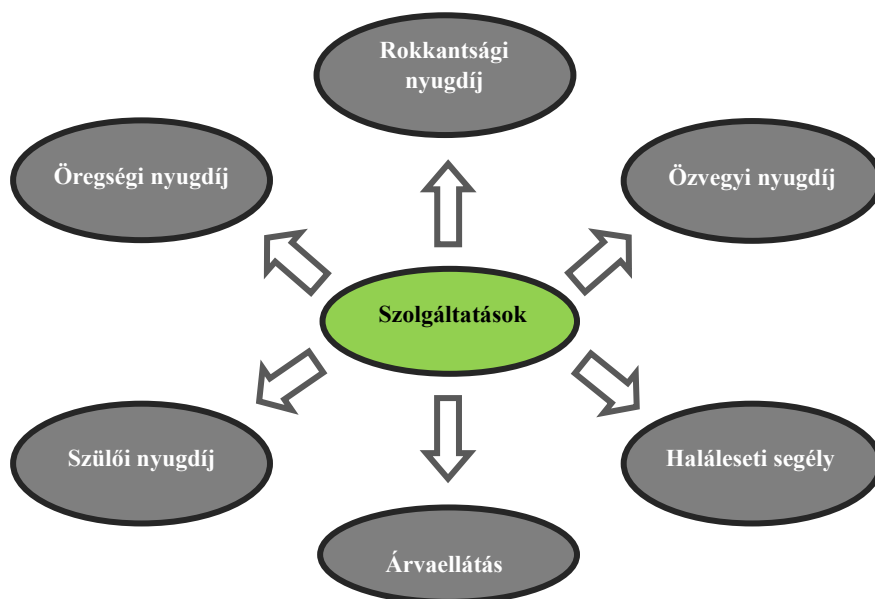 Rokkantsági
nyugdíj
Öregségi nyugdíj
Özvegyi nyugdíj
Szolgáltatások
Szülői nyugdíj
Haláleseti segély
Árvaellátás